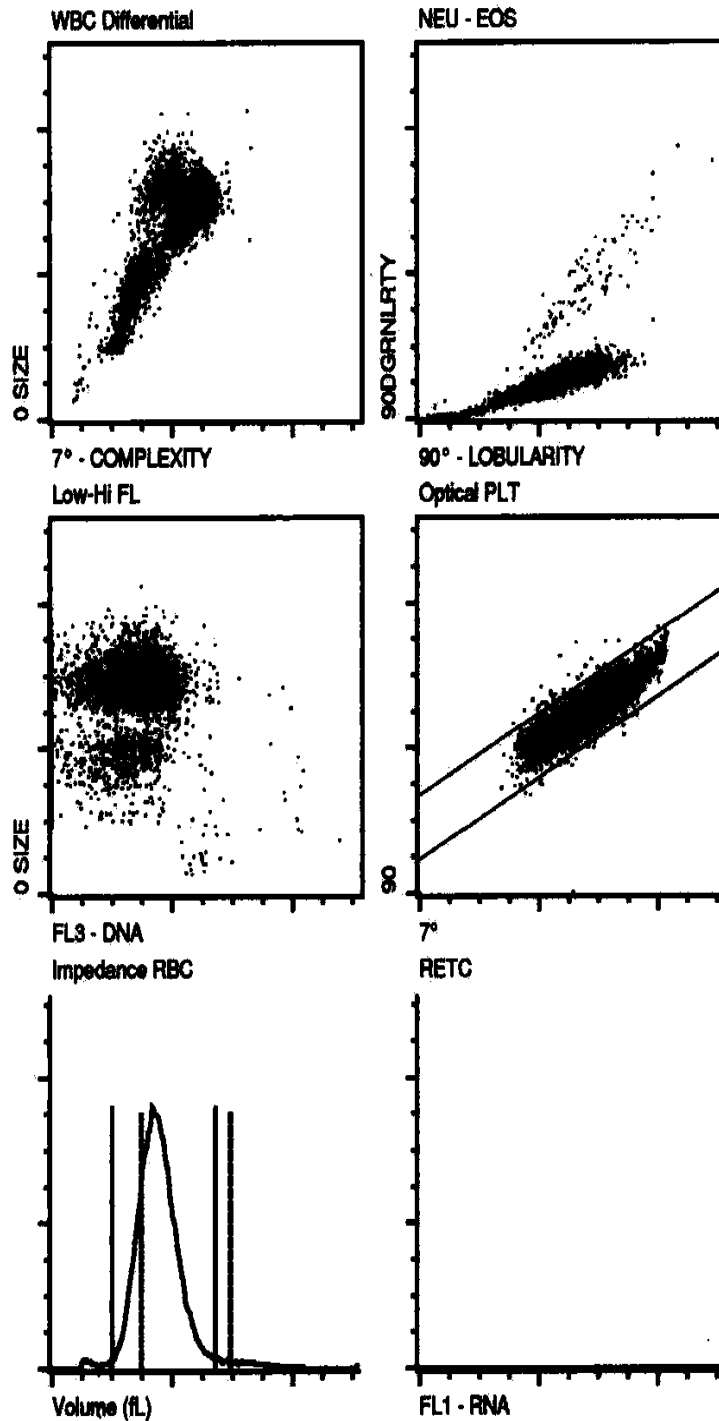 WBC Differential
NEU - EOS
0 SIZE
90DGRNLRTY
7° - COMPLEXITY
90° - LOBULARITY
Low-Hi FL
Optical PLT
0 SIZE
90
FL3 - DNA
7°
Impedance RBC
RETC
Volume (fL)
FL1 - RNA